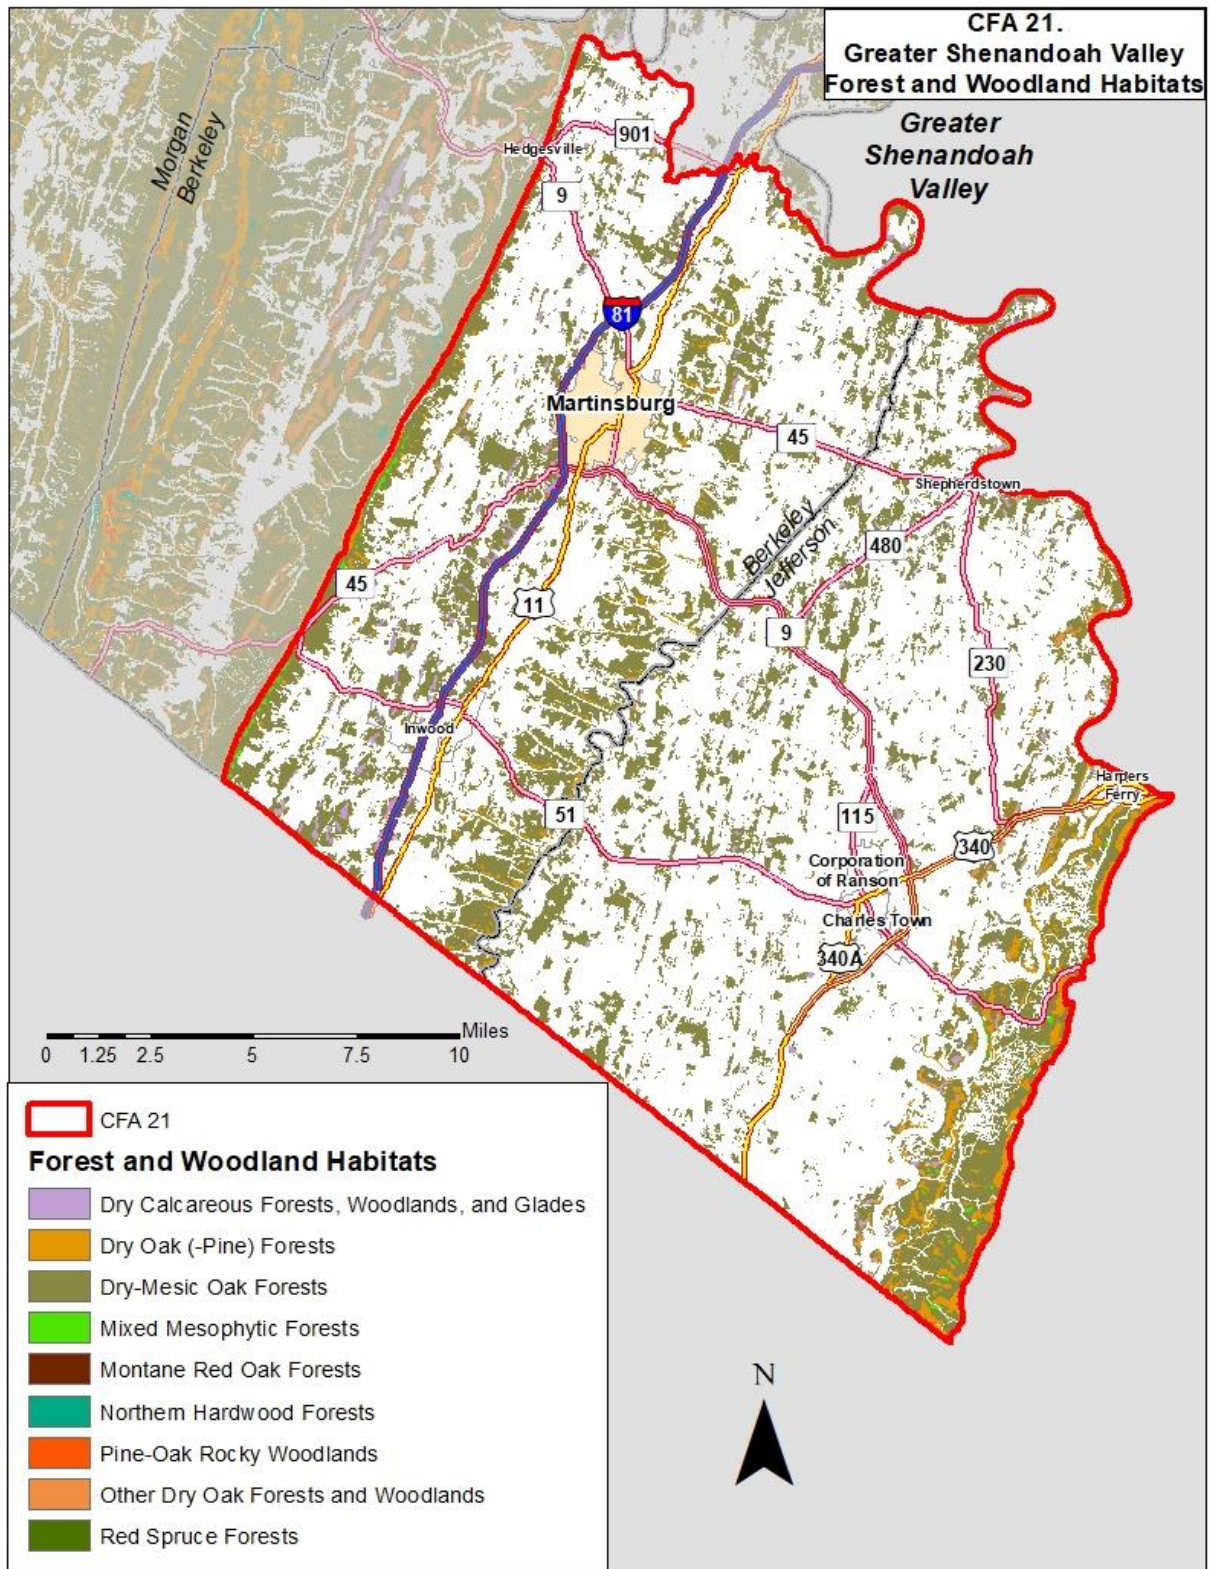 CFA 21.
Greater Shenandoah Valley
Forest and Woodland Habitats
Greater
Shenandoah
Valley
Morgan
Berkeley
Hedgesville
901
9
81
Martinsburg
45
Shepherdstown
Berkeley
Jefferson
480
45
11
9
230
Inwood
Harpers
Ferry
51
115
340
Corporation
of Ranson
Charles Town
340A
Miles
0 1.25 2.5 5 7.5 10
CFA 21
Forest and Woodland Habitats
Dry Calcareous Forests, Woodlands, and Glades
Dry Oak (-Pine) Forests
Dry-Mesic Oak Forests
Mixed Mesophytic Forests
Montane Red Oak Forests
Northern Hardwood Forests
Pine-Oak Rocky Woodlands
Other Dry Oak Forests and Woodlands
Red Spruce Forests
N